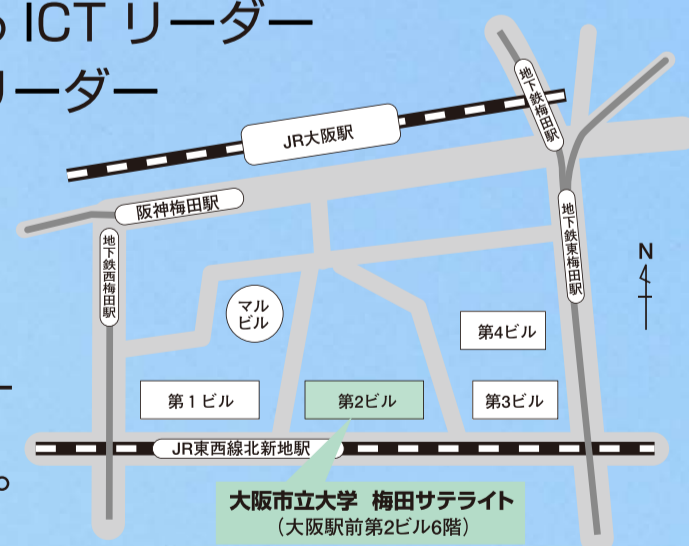 ICT リーダー
リーダー
地下鉄梅田駅
JR大阪駅
阪神梅田駅
地下鉄西梅田駅
地下鉄東梅田駅
N
マル
ビル
第4ビル
第1ビル
第2ビル
第3ビル
JR東西線北新地駅
。
大阪市立大学 梅田サテライト
(大阪駅前第2ビル6階)